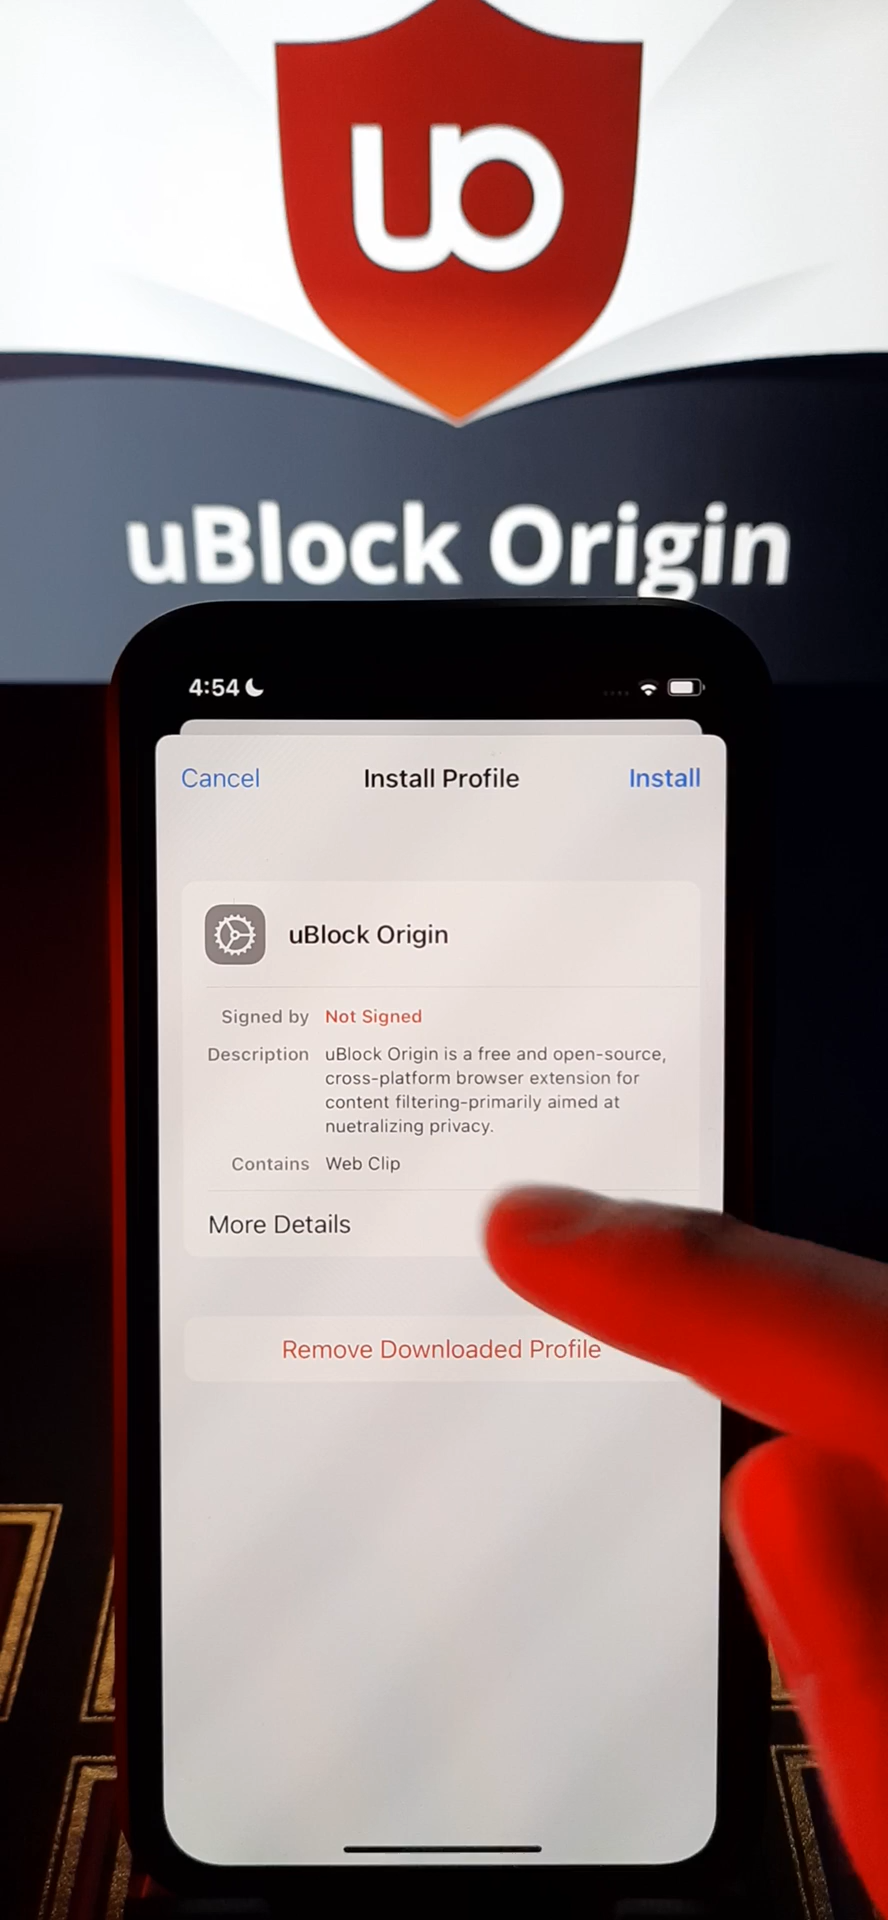 uo
uBlock Origin
4:54
Cancel Install Profile Install
uBlock Origin
Signed by Not Signed
Description uBlock Origin is a free and open-source,
cross-platform browser extension for
content filtering-primarily aimed at
nuetralizing privacy.
Contains Web Clip
More Details
Remove Downloaded Profile